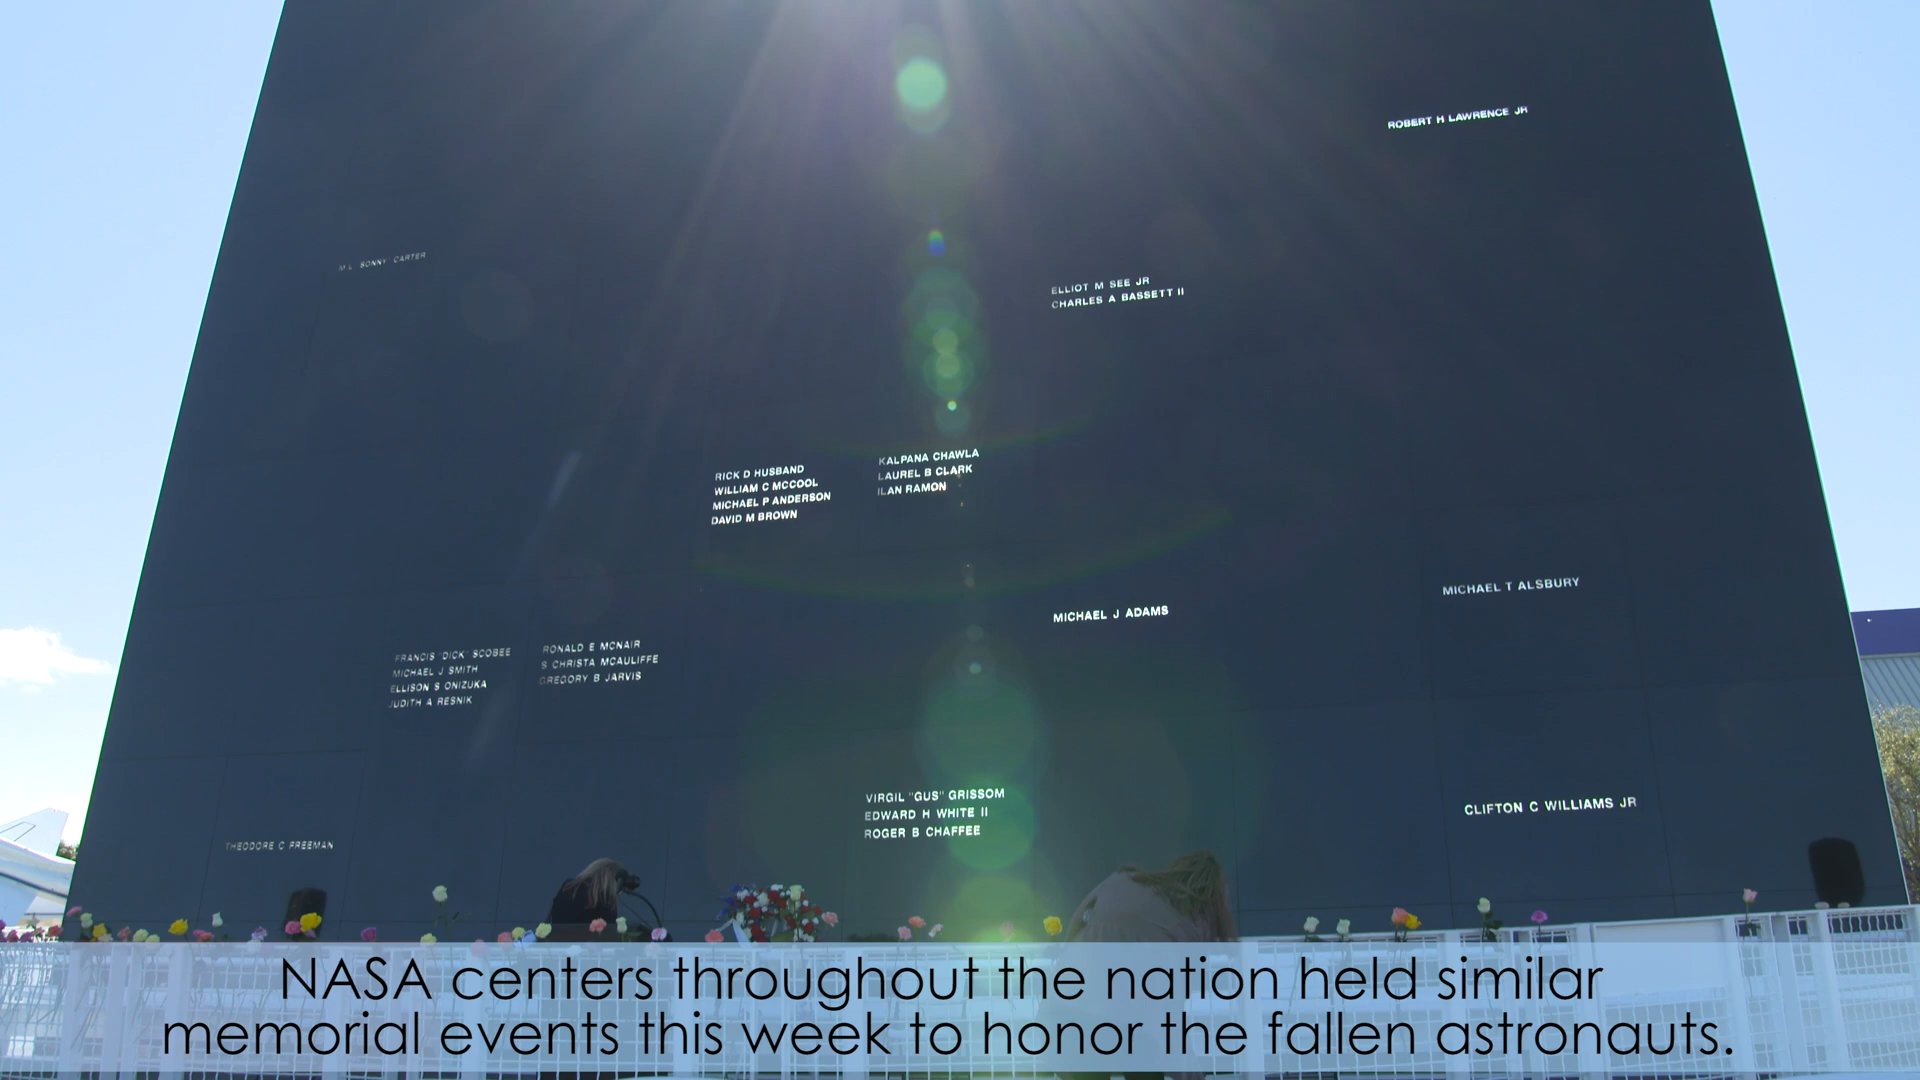 ROBERT H LAWRENCE JR
M L "SONNY" CARTER
ELLIOT M SEE JR
CHARLES A BASSETT II
RICK D HUSBAND
WILLIAM C MCCOOL
MICHAEL P ANDERSON
DAVID M BROWN
KALPANA CHAWLA
LAUREL B CLARK
ILAN RAMON
MICHAEL T ALSBURY
MICHAEL J ADAMS
FRANCIS "DICK" SCOBEE
MICHAEL J SMITH
ELLISON S ONIZUKA
JUDITH A RESNIK
RONALD E MCNAIR
S CHRISTA MCAULIFFE
GREGORY B JARVIS
VIRGIL "GUS" GRISSOM
EDWARD H WHITE II
ROGER B CHAFFEE
CLIFTON C WILLIAMS JR
THEODORE C FREEMAN
NASA centers throughout the nation held similar
memorial events this week to honor the fallen astronauts.